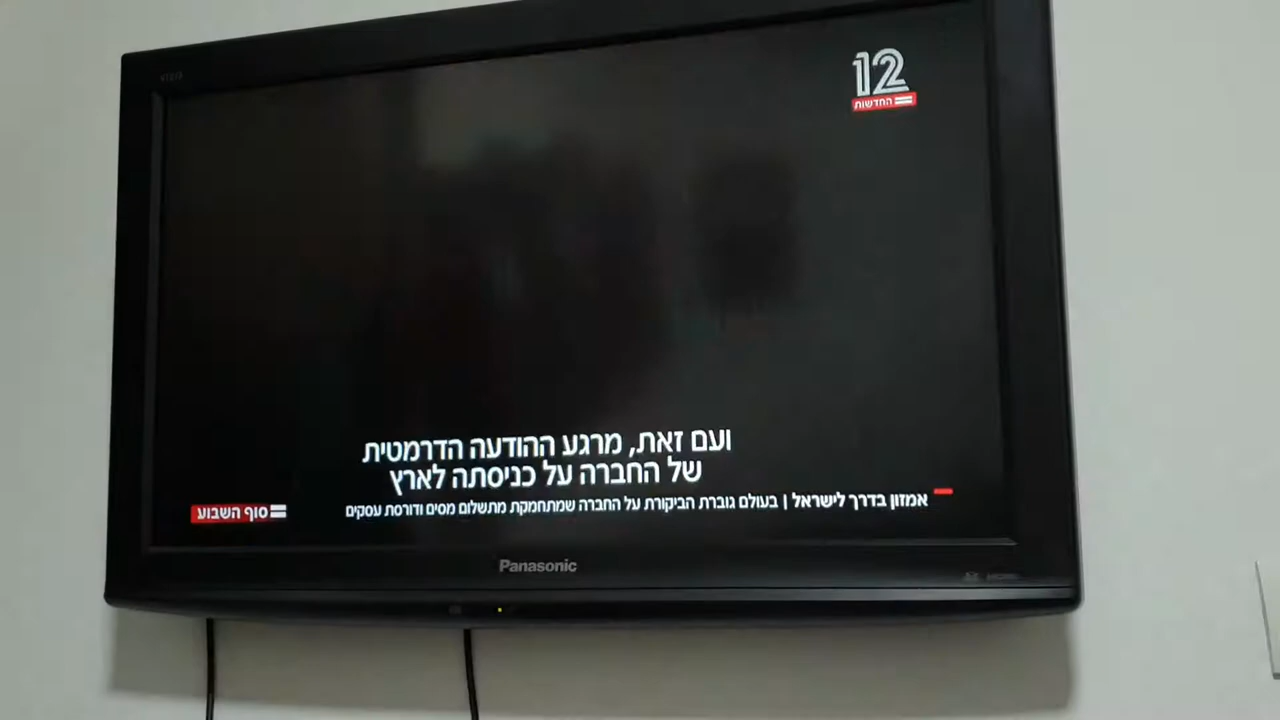 12
החדשות
ועם זאת, מרגע ההודעה הדרמטית
של החברה על כניסתה לארץ
אמזון בדרך לישראל | בעולם גוברת הביקורת על החברה שמתחמקת מתשלום מסים ודורסת עסקים
סוף השבוע
Panasonic